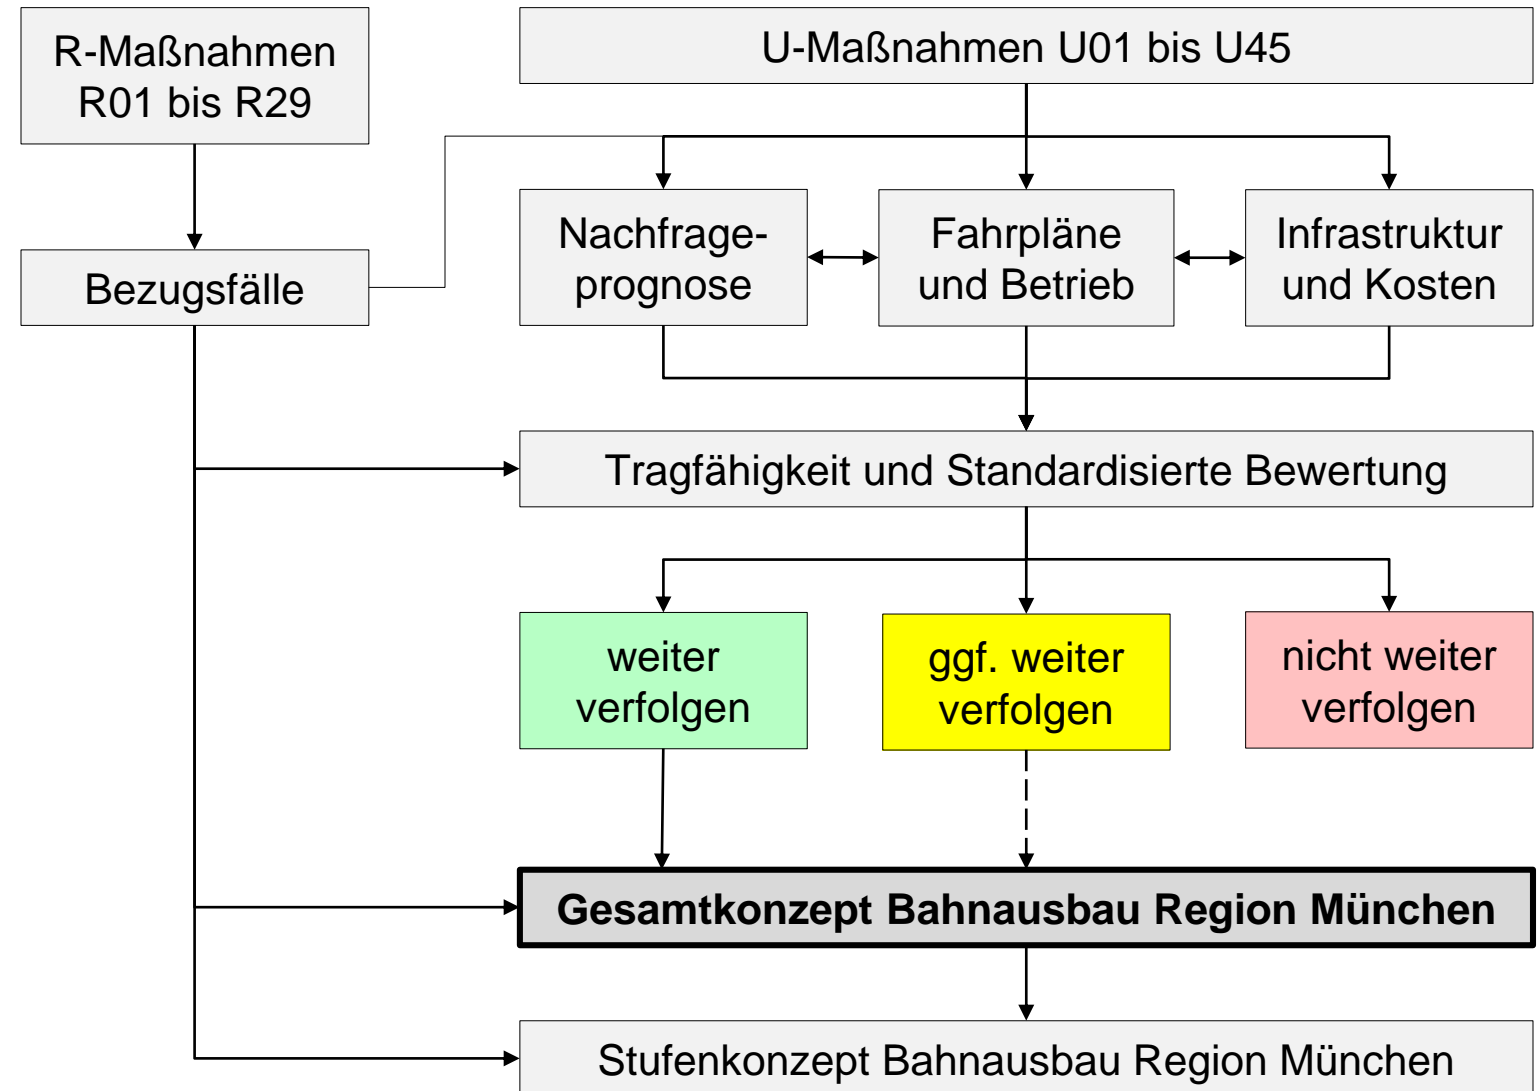 R-Maßnahmen
R01 bis R29
U-Maßnahmen U01 bis U45
Bezugsfälle
Nachfrage-
prognose
Fahrpläne
und Betrieb
Infrastruktur
und Kosten
Tragfähigkeit und Standardisierte Bewertung
weiter
verfolgen
ggf. weiter
verfolgen
nicht weiter
verfolgen
Gesamtkonzept Bahnausbau Region München
Stufenkonzept Bahnausbau Region München